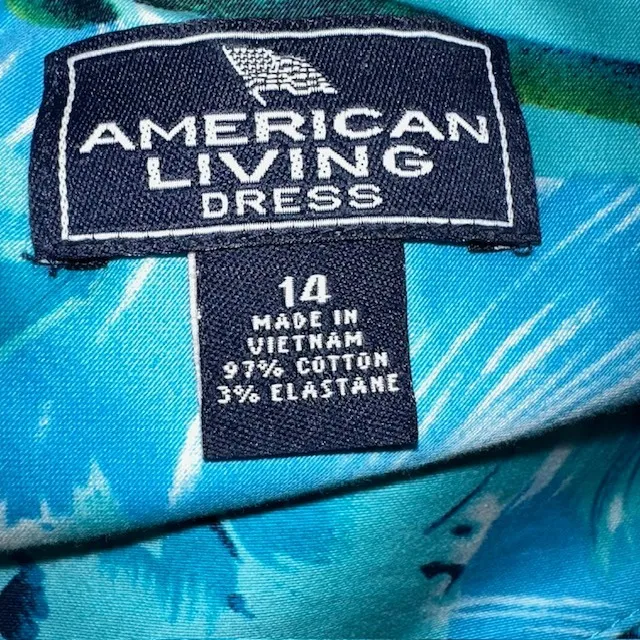 AMERICAN
LIVING
DRESS
14
MADE IN
VIETNAM
97% COTTON
3% ELASTANE